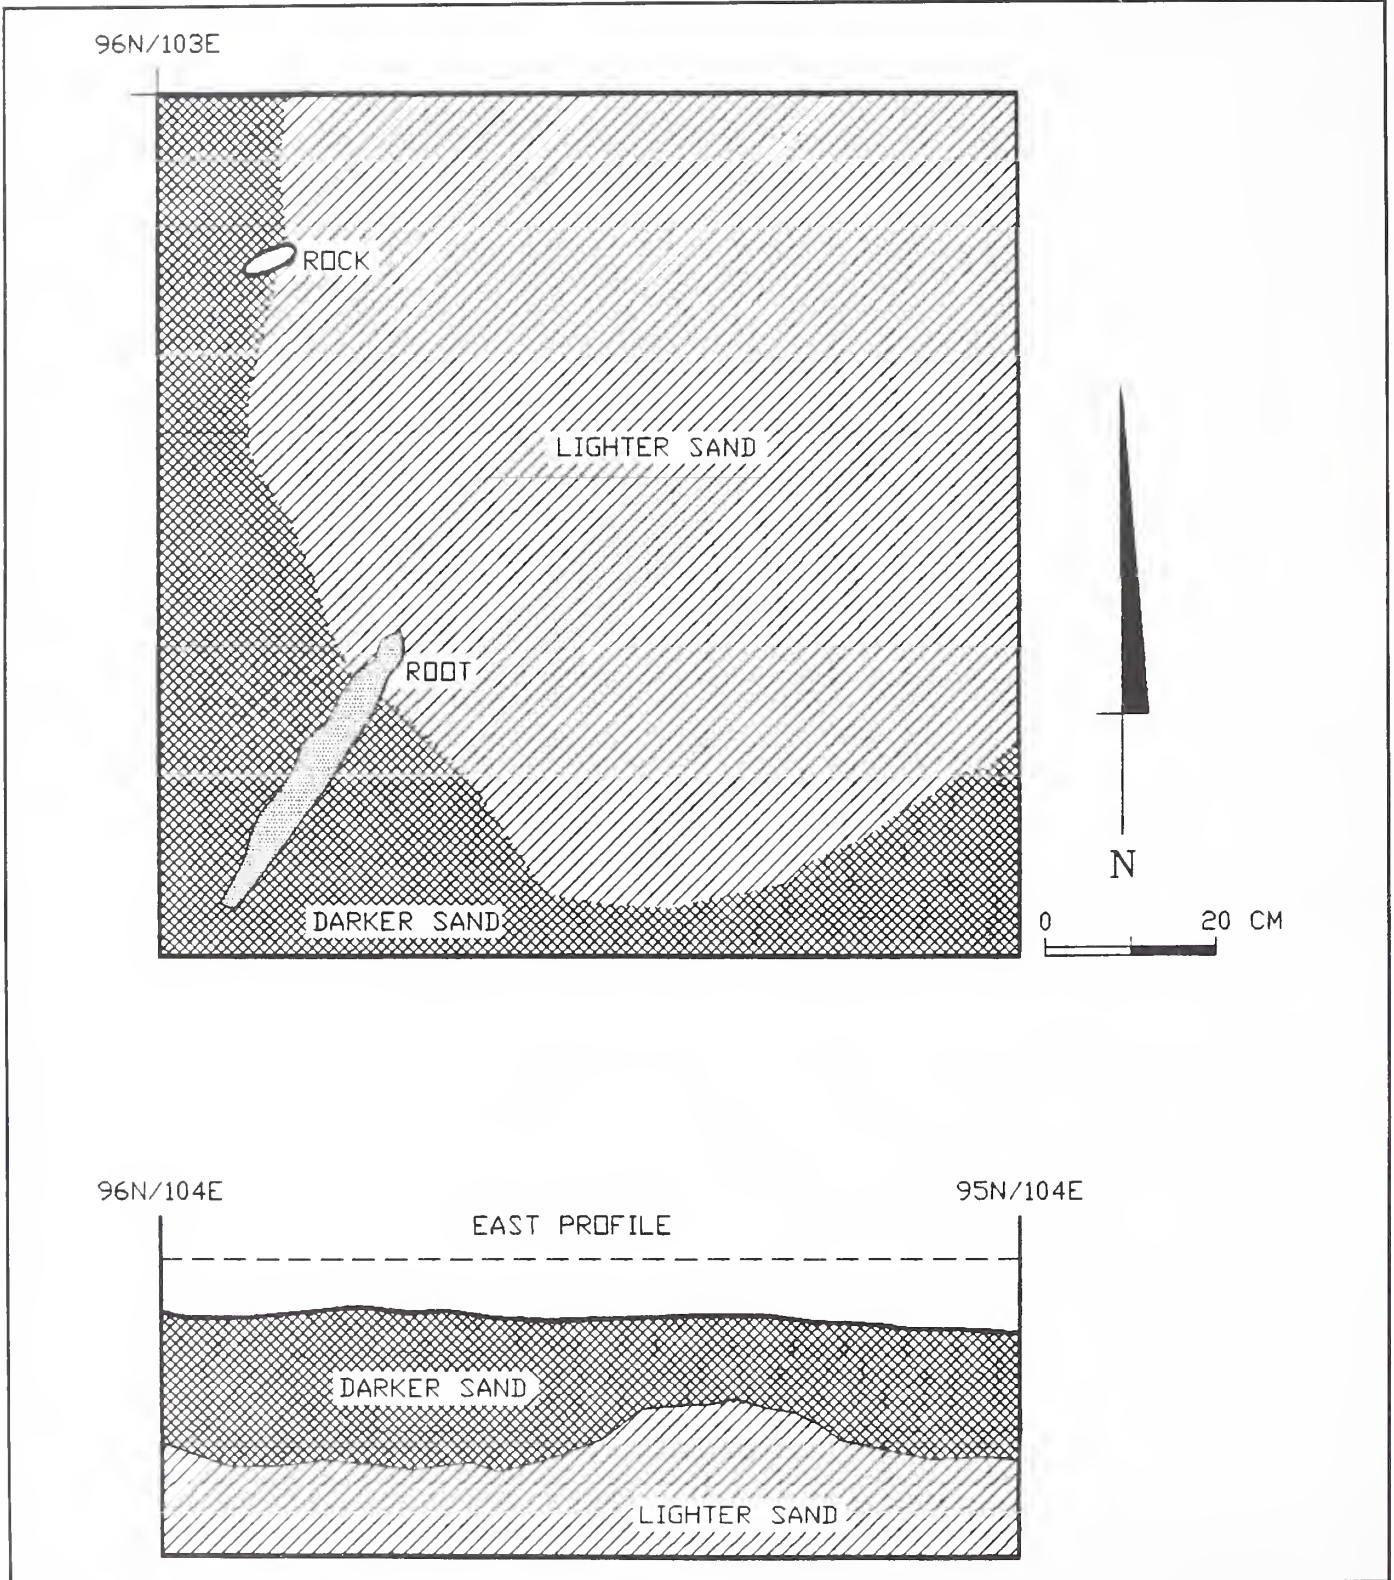 96N/103E
ROCK
LIGHTER SAND
ROOT
N
DARKER SAND
0 20 CM
96N/104E 95N/104E
EAST PROFILE
DARKER SAND
LIGHTER SAND